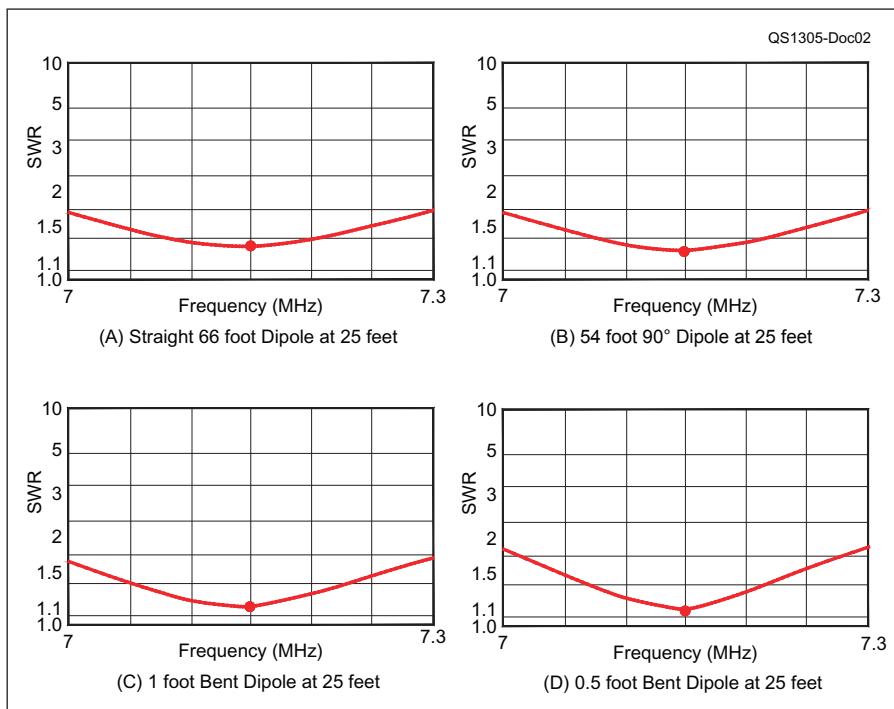 QS1305-Doc02
10
5
3
2
1.5
1.1
1.0
SWR
7
7.3
Frequency (MHz)
(A) Straight 66 foot Dipole at 25 feet
10
5
3
2
1.5
1.1
1.0
SWR
7
7.3
Frequency (MHz)
(B) 54 foot 90° Dipole at 25 feet
10
5
3
2
1.5
1.1
1.0
SWR
7
7.3
Frequency (MHz)
(C) 1 foot Bent Dipole at 25 feet
10
5
3
2
1.5
1.1
1.0
SWR
7
7.3
Frequency (MHz)
(D) 0.5 foot Bent Dipole at 25 feet